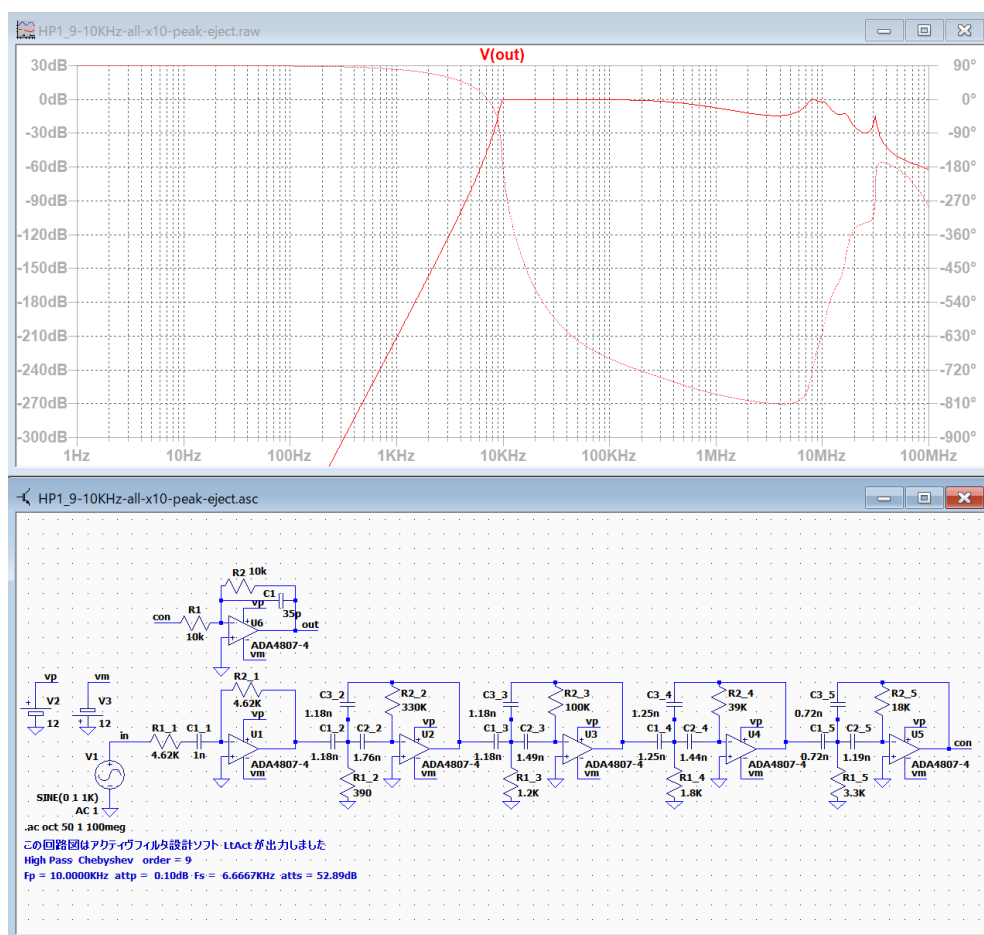 HP1_9-10KHz-all-x10-peak-eject.raw
V(out)
30dB 90°
0dB 0°
-30dB -90°
-60dB -180°
-90dB -270°
-120dB -360°
-150dB -450°
-180dB -540°
-210dB -630°
-240dB -720°
-270dB -810°
-300dB -900°
1Hz 10Hz 100Hz 1KHz 10KHz 100KHz 1MHz 10MHz 100MHz
HP1_9-10KHz-all-x10-peak-eject.asc
R2 10k
C1
35p
con R1
10k
vp
U6
out
ADA4807-4
vm
vp vm
V2
12
V3
12
in
V1
SINE(0 1 1K)
AC 1
R1_1
4.62K
C1_1
1n
R2_1
4.62K
vp
U1
ADA4807-4
vm
C3_2
1.18n
R2_2
330K
C1_2
1.18n
C2_2
1.76n
R1_2
390
vp
U2
ADA4807-4
vm
C3_3
1.18n
R2_3
100K
C1_3
1.18n
C2_3
1.49n
R1_3
1.2K
vp
U3
ADA4807-4
vm
C3_4
1.25n
R2_4
39K
C1_4
1.25n
C2_4
1.44n
R1_4
1.8K
vp
U4
ADA4807-4
vm
C3_5
0.72n
R2_5
18K
C1_5
0.72n
C2_5
1.19n
R1_5
3.3K
vp
U5
ADA4807-4
vm
con
.ac oct 50 1 100meg
この回路図はアクティヴフィルタ設計ソフト LtAct が出力しました
High Pass Chebyshev order = 9
Fp = 10.0000KHz attp = 0.10dB Fs = 6.6667KHz atts = 52.89dB